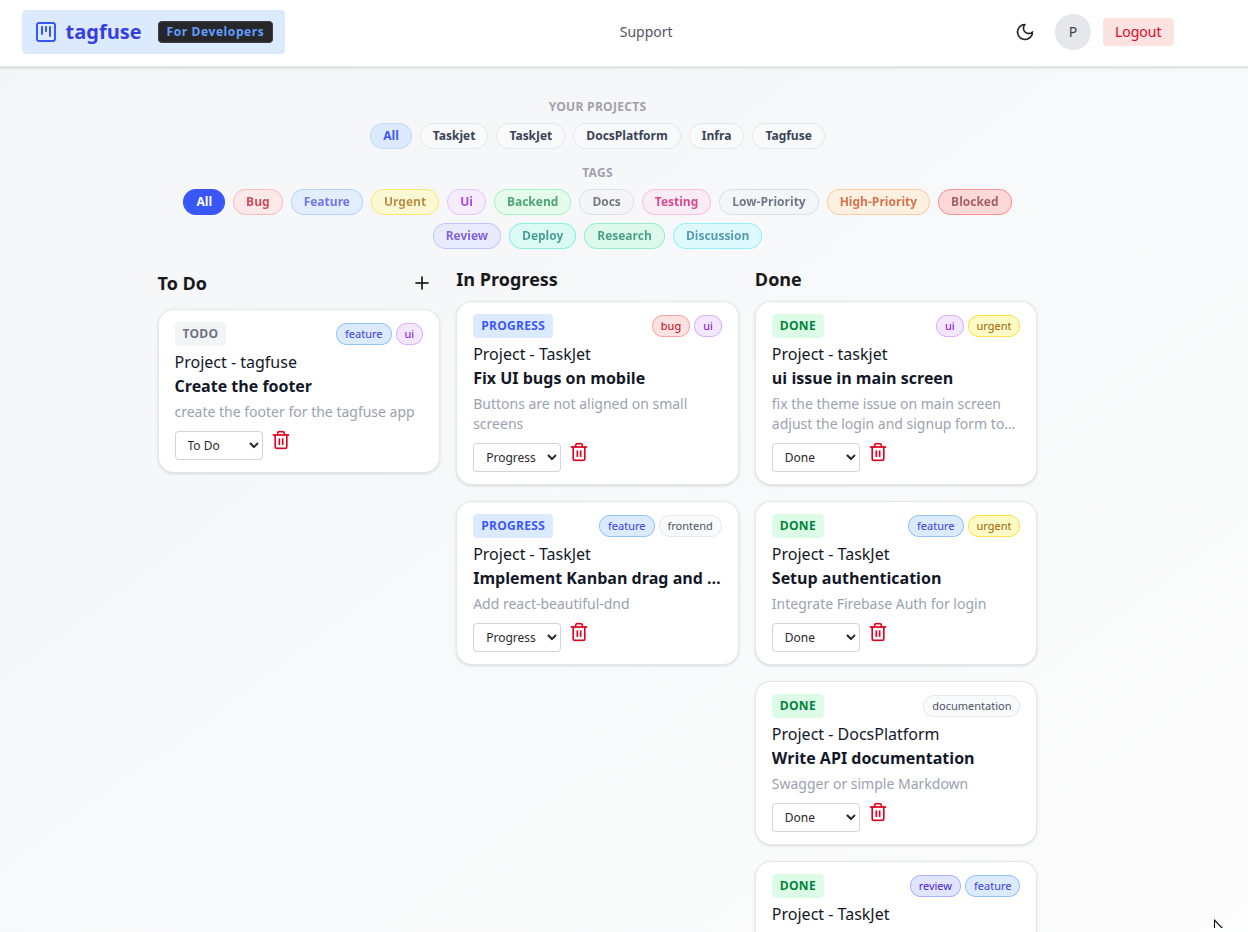 tagfuse For Developers Support P Logout
YOUR PROJECTS
All Taskjet TaskJet DocsPlatform Infra Tagfuse
TAGS
All Bug Feature Urgent Ui Backend Docs Testing Low-Priority High-Priority Blocked
Review Deploy Research Discussion
To Do
TODO feature ui
Project - tagfuse
Create the footer
create the footer for the tagfuse app
To Do
In Progress
PROGRESS bug ui
Project - TaskJet
Fix UI bugs on mobile
Buttons are not aligned on small
screens
Progress
PROGRESS feature frontend
Project - TaskJet
Implement Kanban drag and ...
Add react-beautiful-dnd
Progress
Done
DONE ui urgent
Project - taskjet
ui issue in main screen
fix the theme issue on main screen
adjust the login and signup form to...
Done
DONE feature urgent
Project - TaskJet
Setup authentication
Integrate Firebase Auth for login
Done
DONE documentation
Project - DocsPlatform
Write API documentation
Swagger or simple Markdown
Done
DONE review feature
Project - TaskJet